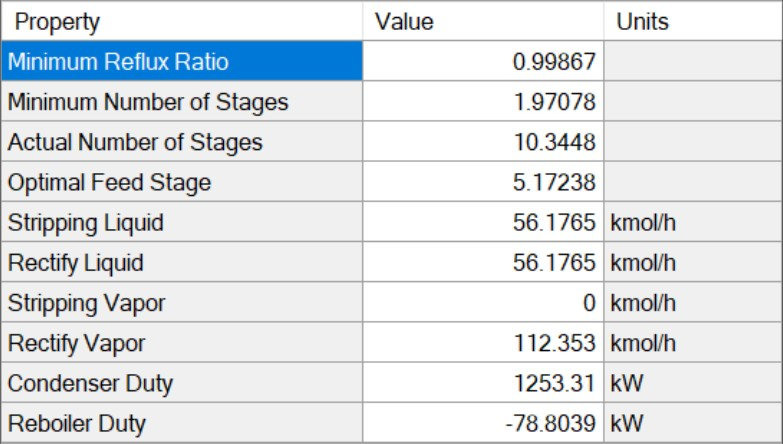 Property Value Units
Minimum Reflux Ratio 0.99867
Minimum Number of Stages 1.97078
Actual Number of Stages 10.3448
Optimal Feed Stage 5.17238
Stripping Liquid 56.1765 kmol/h
Rectify Liquid 56.1765 kmol/h
Stripping Vapor 0 kmol/h
Rectify Vapor 112.353 kmol/h
Condenser Duty 1253.31 kW
Reboiler Duty -78.8039 kW